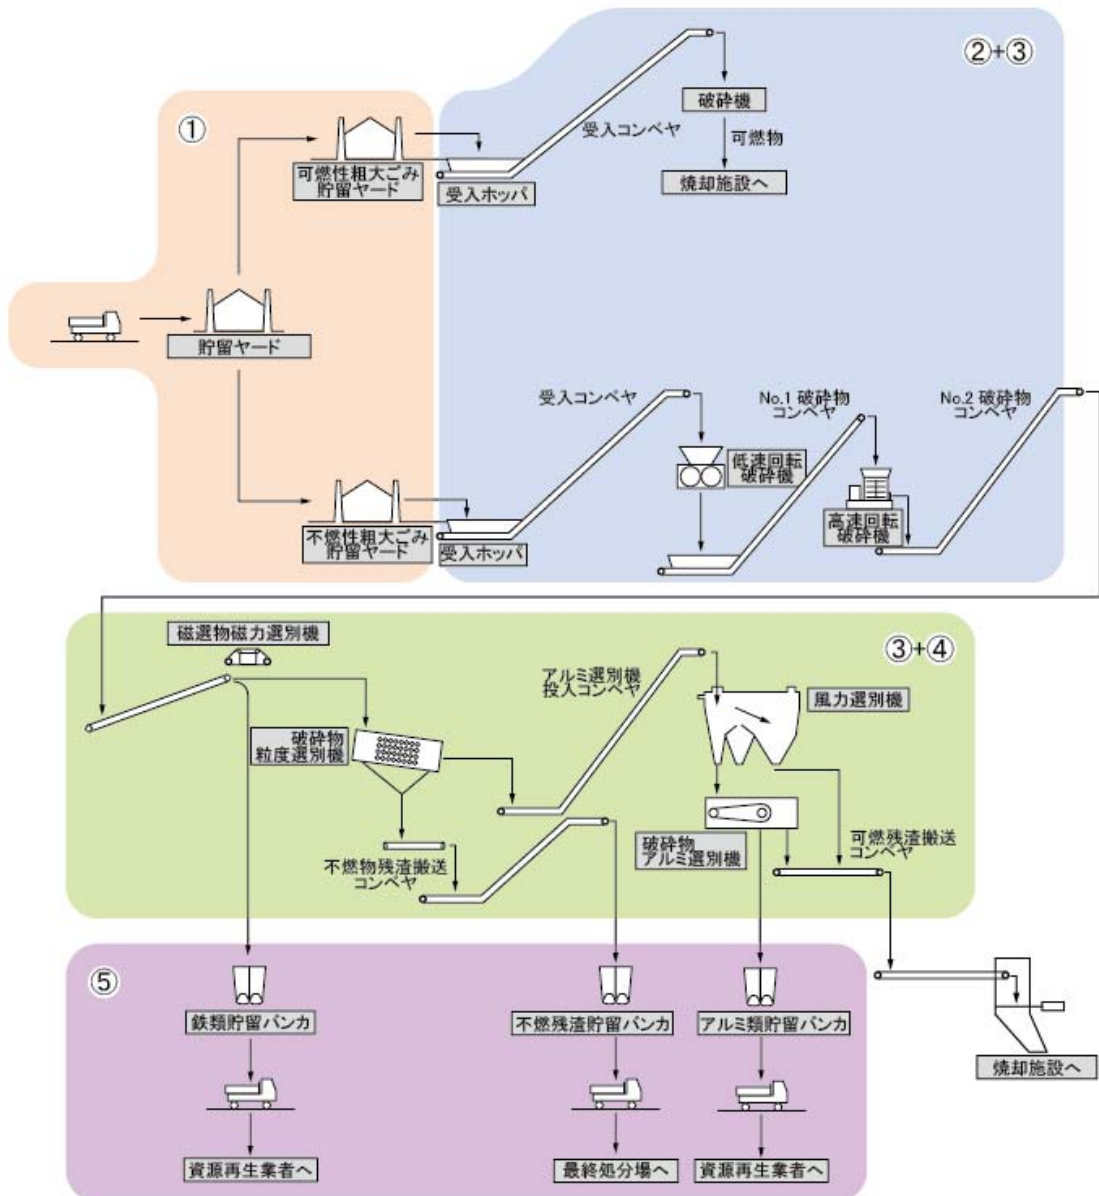 ②+③
①
破砕機
受入コンベヤ
可燃物
可燃性粗大ごみ
貯留ヤード
受入ホッパ
焼却施設へ
貯留ヤード
受入コンベヤ
No.1 破砕物
コンベヤ
No.2 破砕物
コンベヤ
低速回転
破砕機
不燃性粗大ごみ
貯留ヤード
受入ホッパ
高速回転
破砕機
磁選物磁力選別機
③+④
アルミ選別機
投入コンベヤ
風力選別機
破砕物
粒度選別機
破砕物
アルミ選別機
可燃残渣搬送
コンベヤ
不燃物残渣搬送
コンベヤ
⑤
鉄類貯留バンカ
不燃残渣貯留バンカ
アルミ類貯留バンカ
焼却施設へ
資源再生業者へ
最終処分場へ
資源再生業者へ